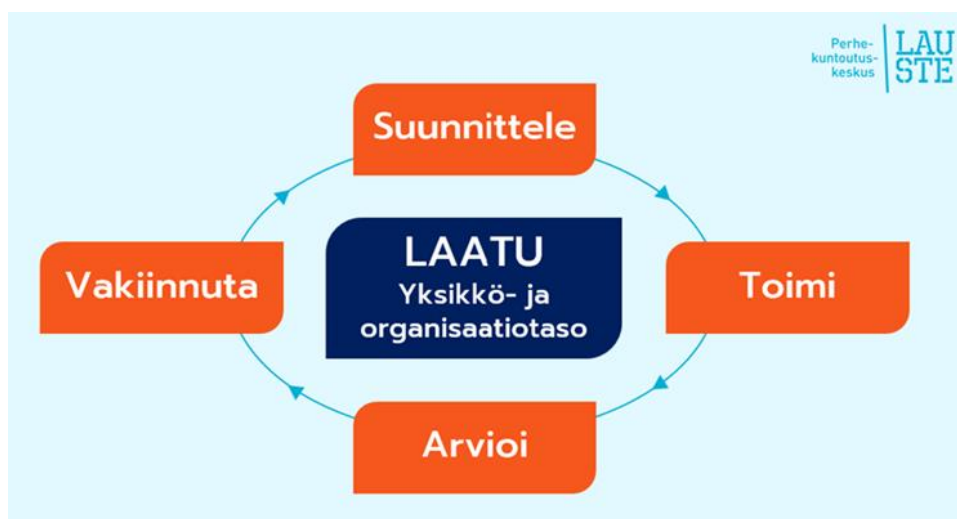 Perhe-
kuntoutus-
keskus
LAU
STE
Suunnittele
Vakiinnuta
LAATU
Yksikkö- ja
organisaatiotaso
Toimi
Arvioi